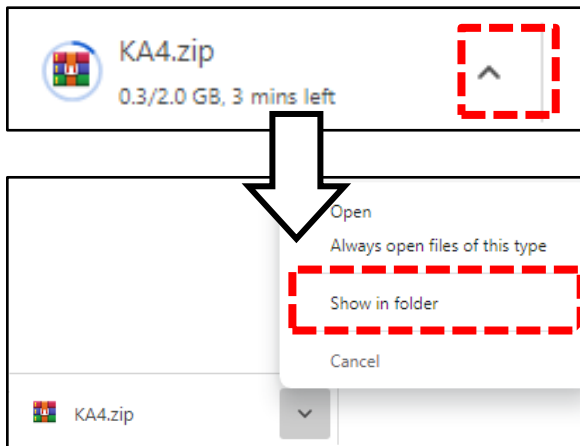 KA4.zip
0.3/2.0 GB, 3 mins left
Open
Always open files of this type
Show in folder
Cancel
KA4.zip